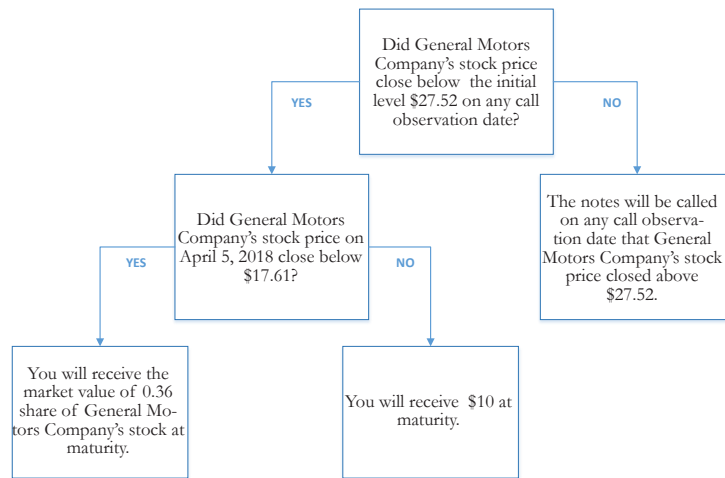 Did General Motors
Company's stock price
close below the initial
level $27.52 on any call
observation date?
YES
NO
Did General Motors
Company's stock price on
April 5, 2018 close below
$17.61?
The notes will be called
on any call observa-
tion date that General
Motors Company's stock
price closed above
$27.52.
YES
NO
You will receive the
market value of 0.36
share of General Mo-
tors Company's stock at
maturity.
You will receive $10 at
maturity.